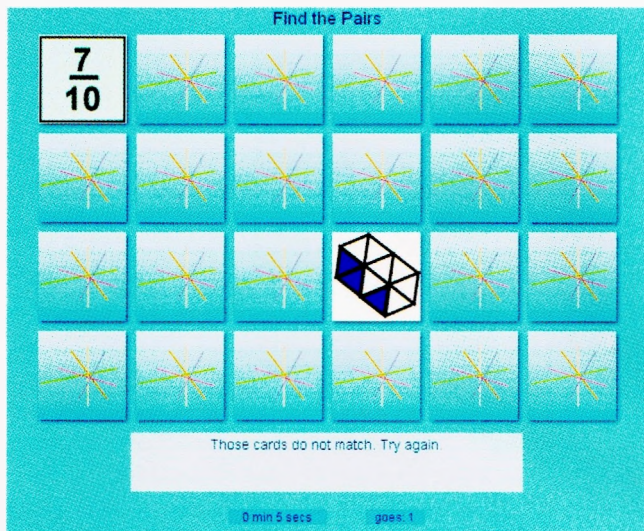 Find the Pairs
7
10
Those cards do not match. Try again.
0 min 5 secs
goes: 1